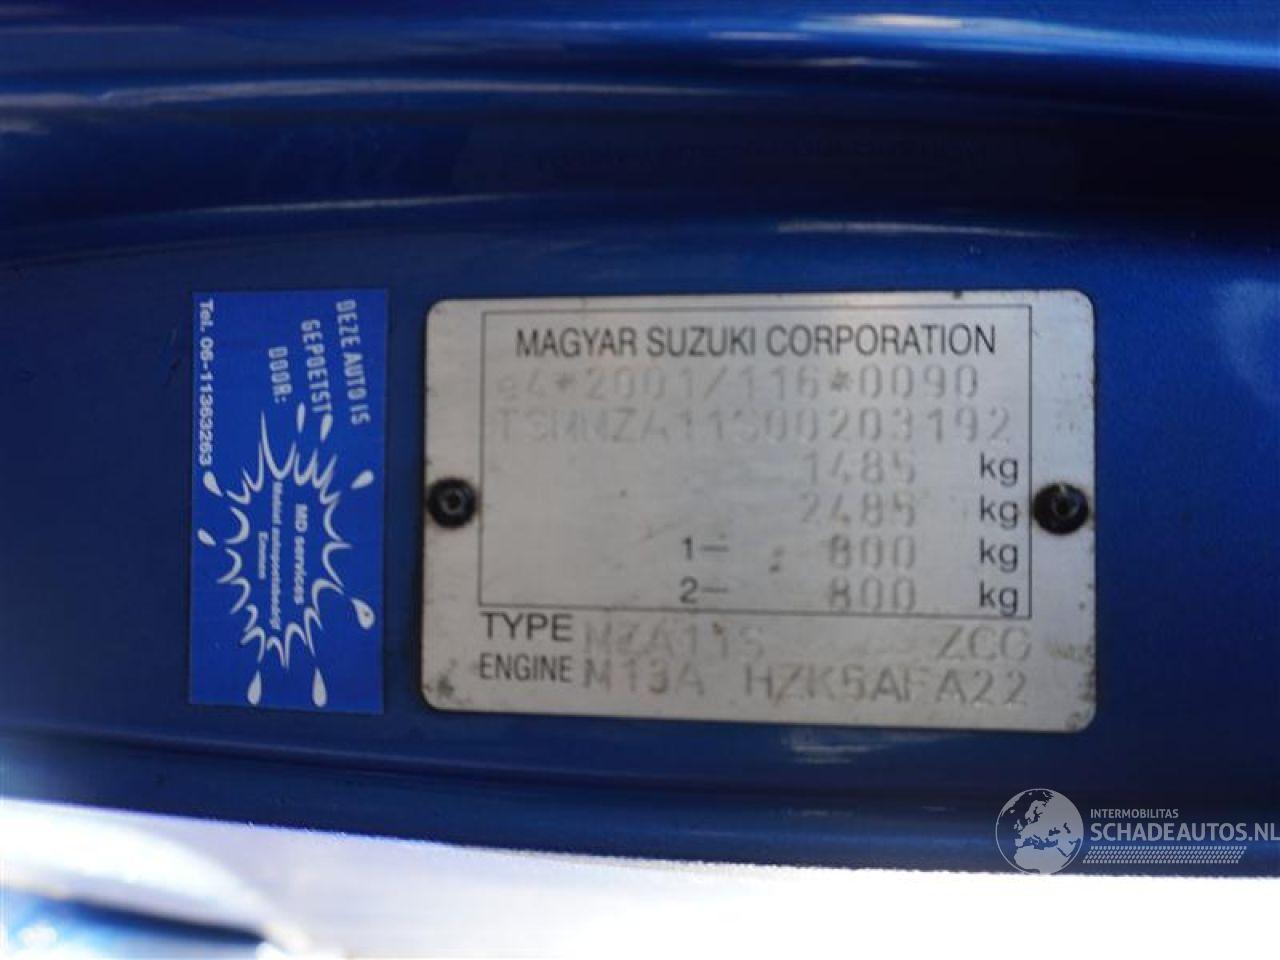 MAGYAR SUZUKI CORPORATION
e4*2001/116*0090
TSMMZA11S00203192
1485 kg
2485 kg
1— 800 kg
2— 800 kg
TYPE MZA11S ZCC
ENGINE M13A HZK5AFA22
DEZE AUTO IS
GEPOETST
DOOR:
MD services
Emmen
Tel. 06-11363263
INTERMOBILITAS
SCHADEAUTOS.NL